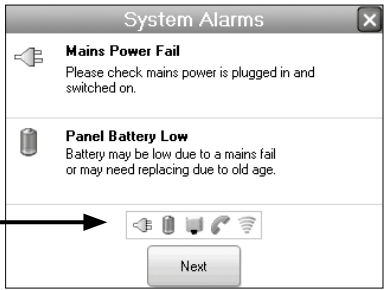 System Alarms
Mains Power Fail
Please check mains power is plugged in and
switched on.
Panel Battery Low
Battery may be low due to a mains fail
or may need replacing due to old age.
Next